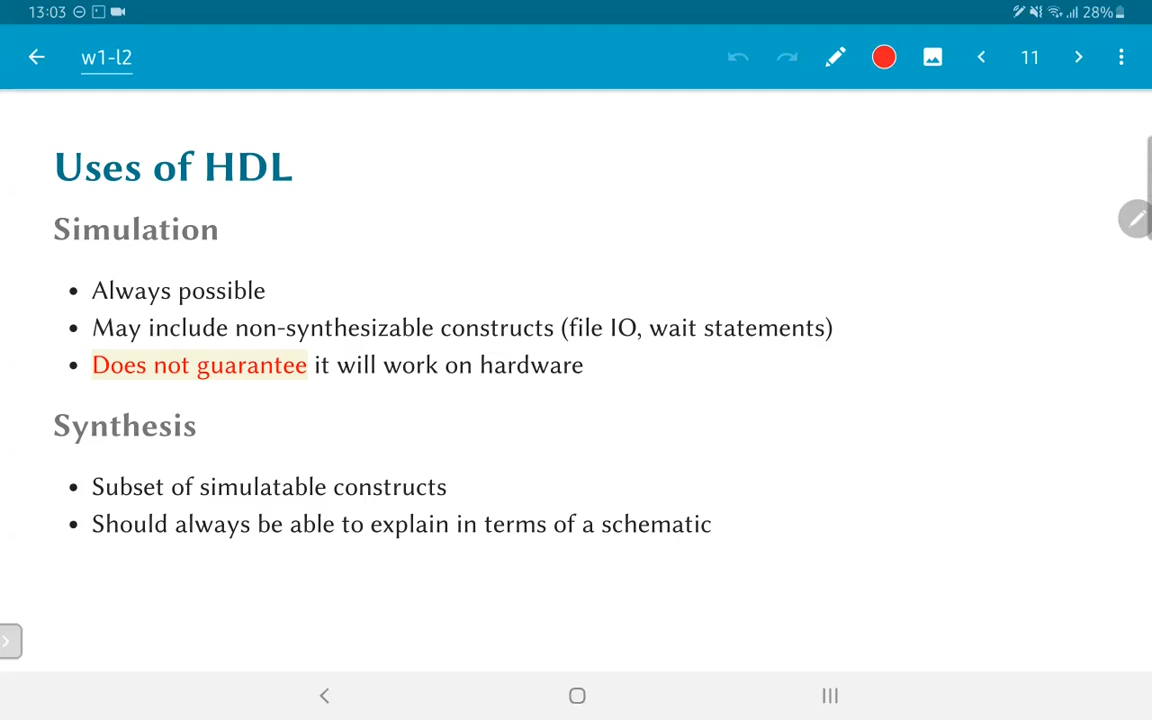 13:03
28%
w1-l2
11
Uses of HDL
Simulation
• Always possible
• May include non-synthesizable constructs (file IO, wait statements)
• Does not guarantee it will work on hardware
Synthesis
• Subset of simulatable constructs
• Should always be able to explain in terms of a schematic